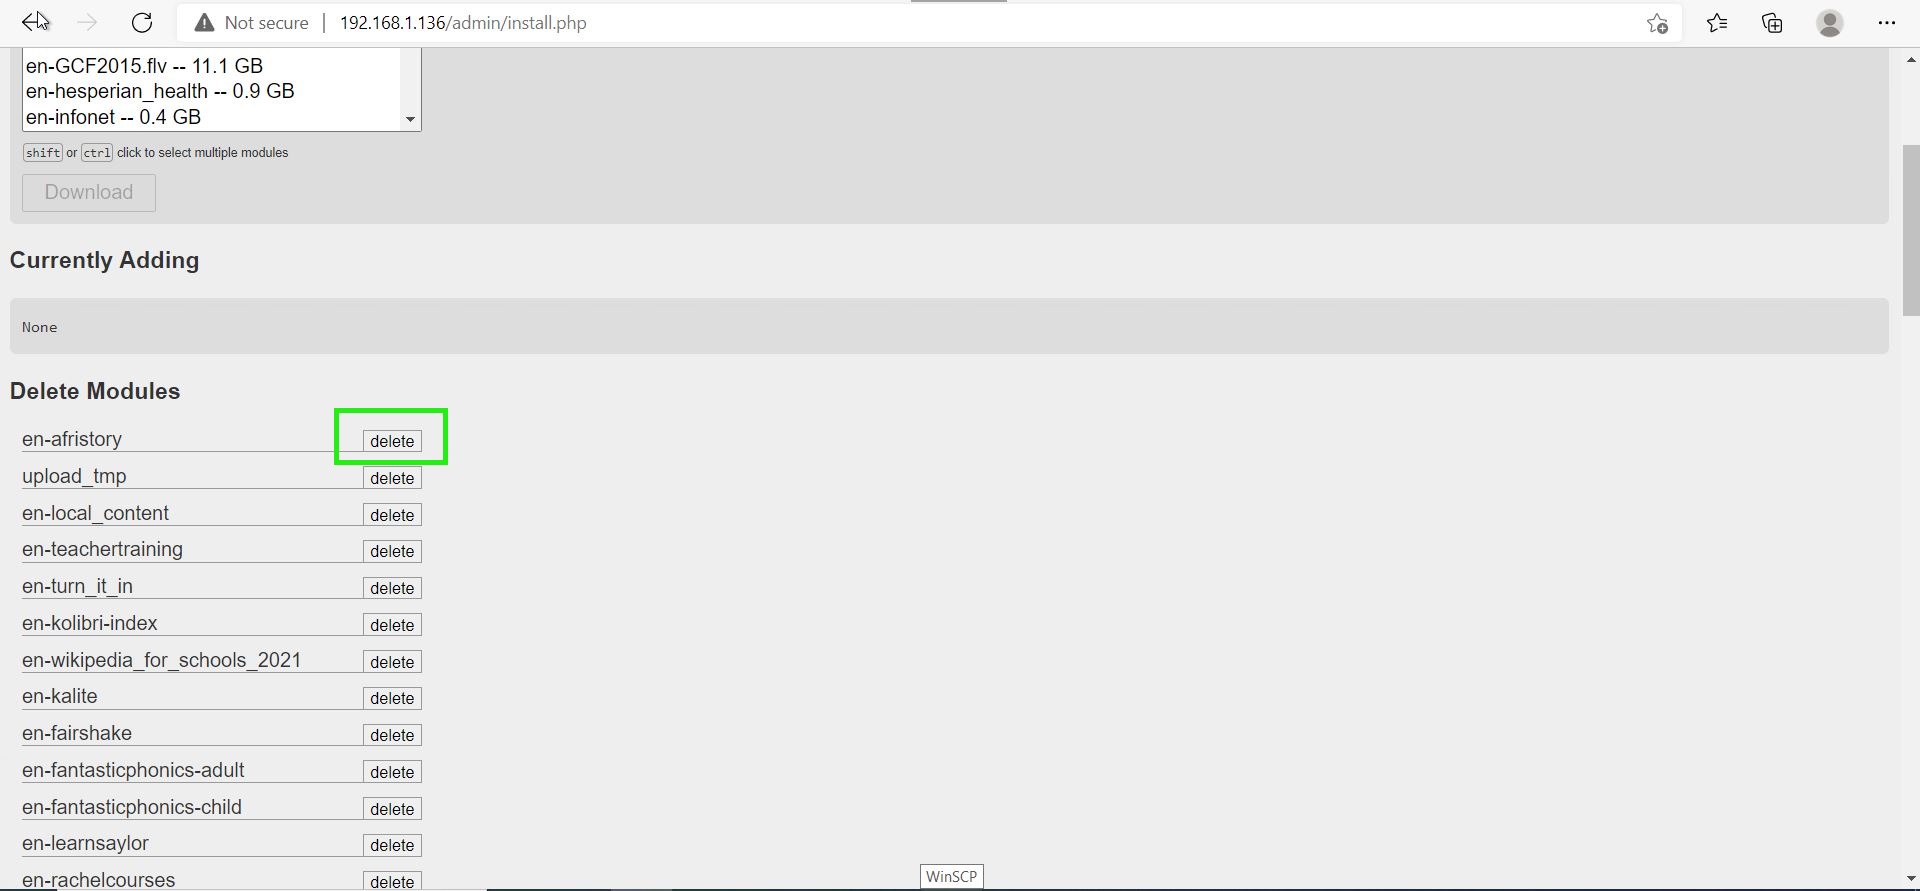 Not secure | 192.168.1.136/admin/install.php
en-GCF2015.flv -- 11.1 GB
en-hesperian_health -- 0.9 GB
en-infonet -- 0.4 GB
shift or ctrl click to select multiple modules
Download
Currently Adding
None
Delete Modules
en-afristory delete
upload_tmp delete
en-local_content delete
en-teachertraining delete
en-turn_it_in delete
en-kolibri-index delete
en-wikipedia_for_schools_2021 delete
en-kalite delete
en-fairshake delete
en-fantasticphonics-adult delete
en-fantasticphonics-child delete
en-learnsaylor delete
en-rachelcourses delete
WinSCP